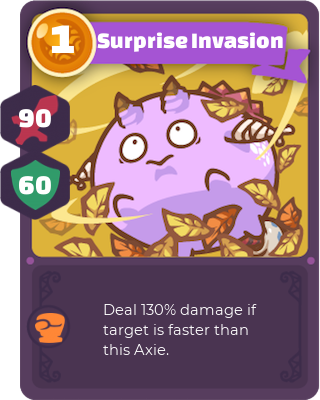 1
Surprise Invasion
90
60
Deal 130% damage if
target is faster than
this Axie.